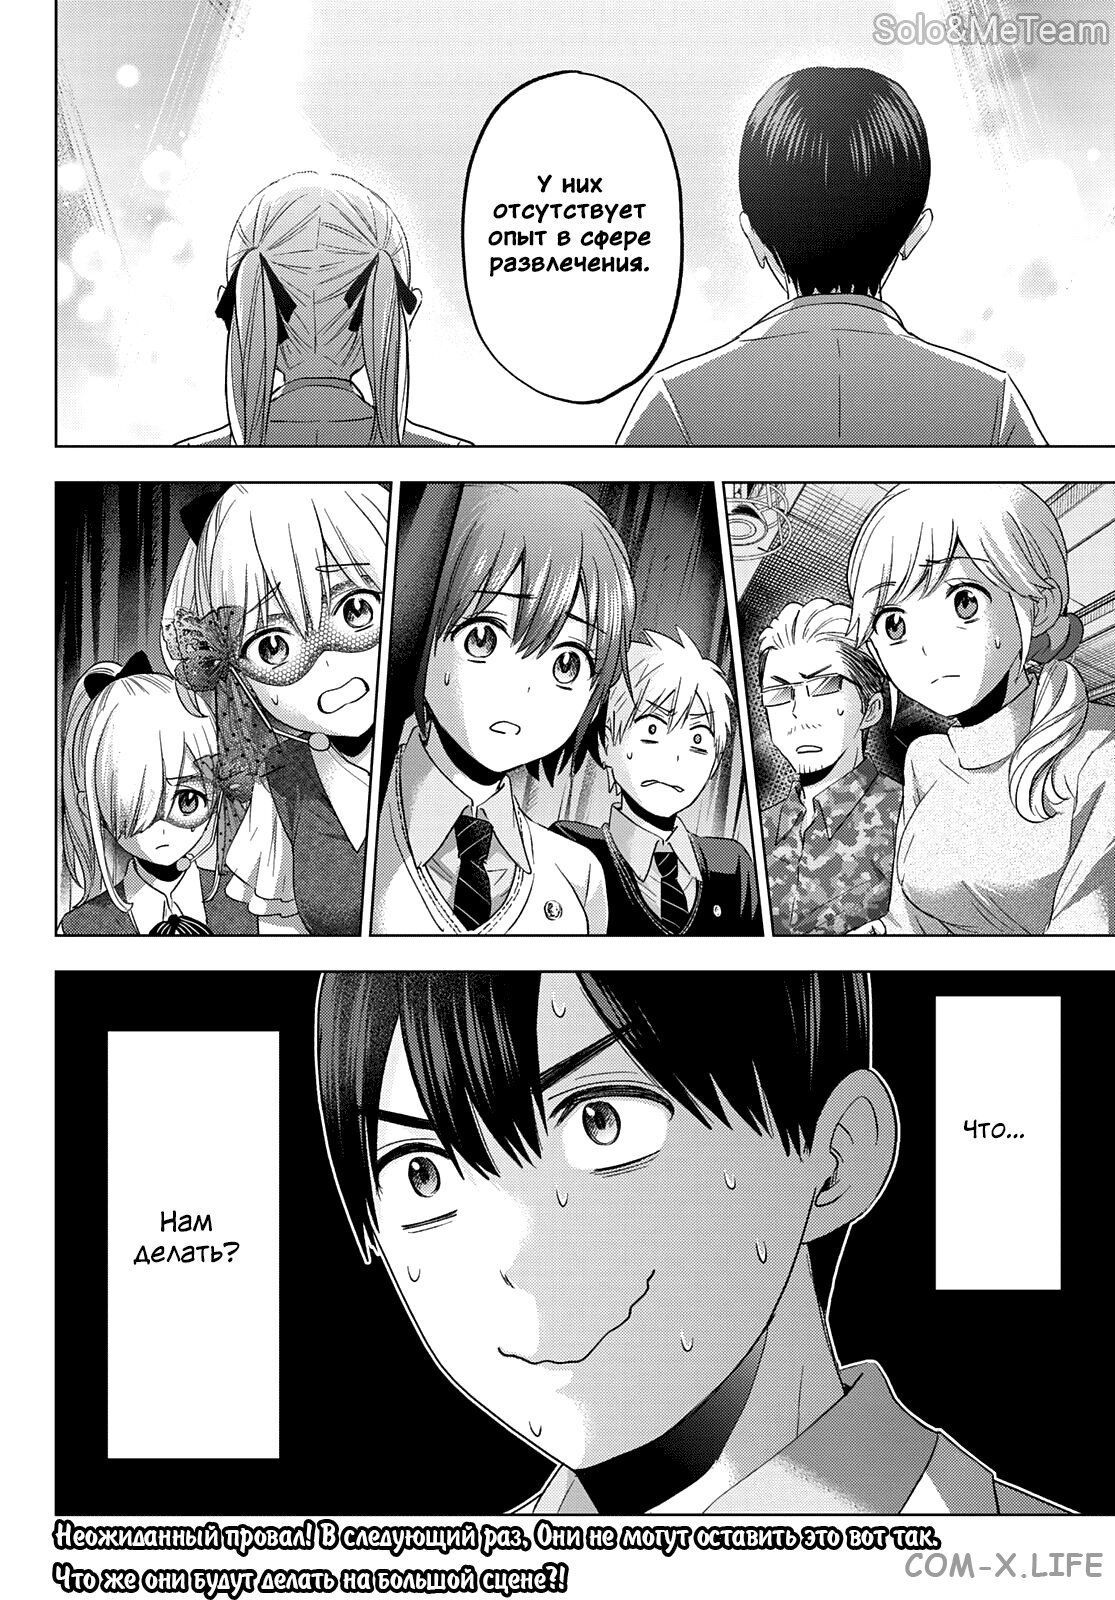 Solo&MeTeam
У них
отсутствует
опыт в сфере
развлечения.
Что...
Нам
делать?
Неожиданный провал! В следующий раз, Они не могут оставить это вот так.
Что же они будут делать на большой сцене?!
COM-X.LIFE